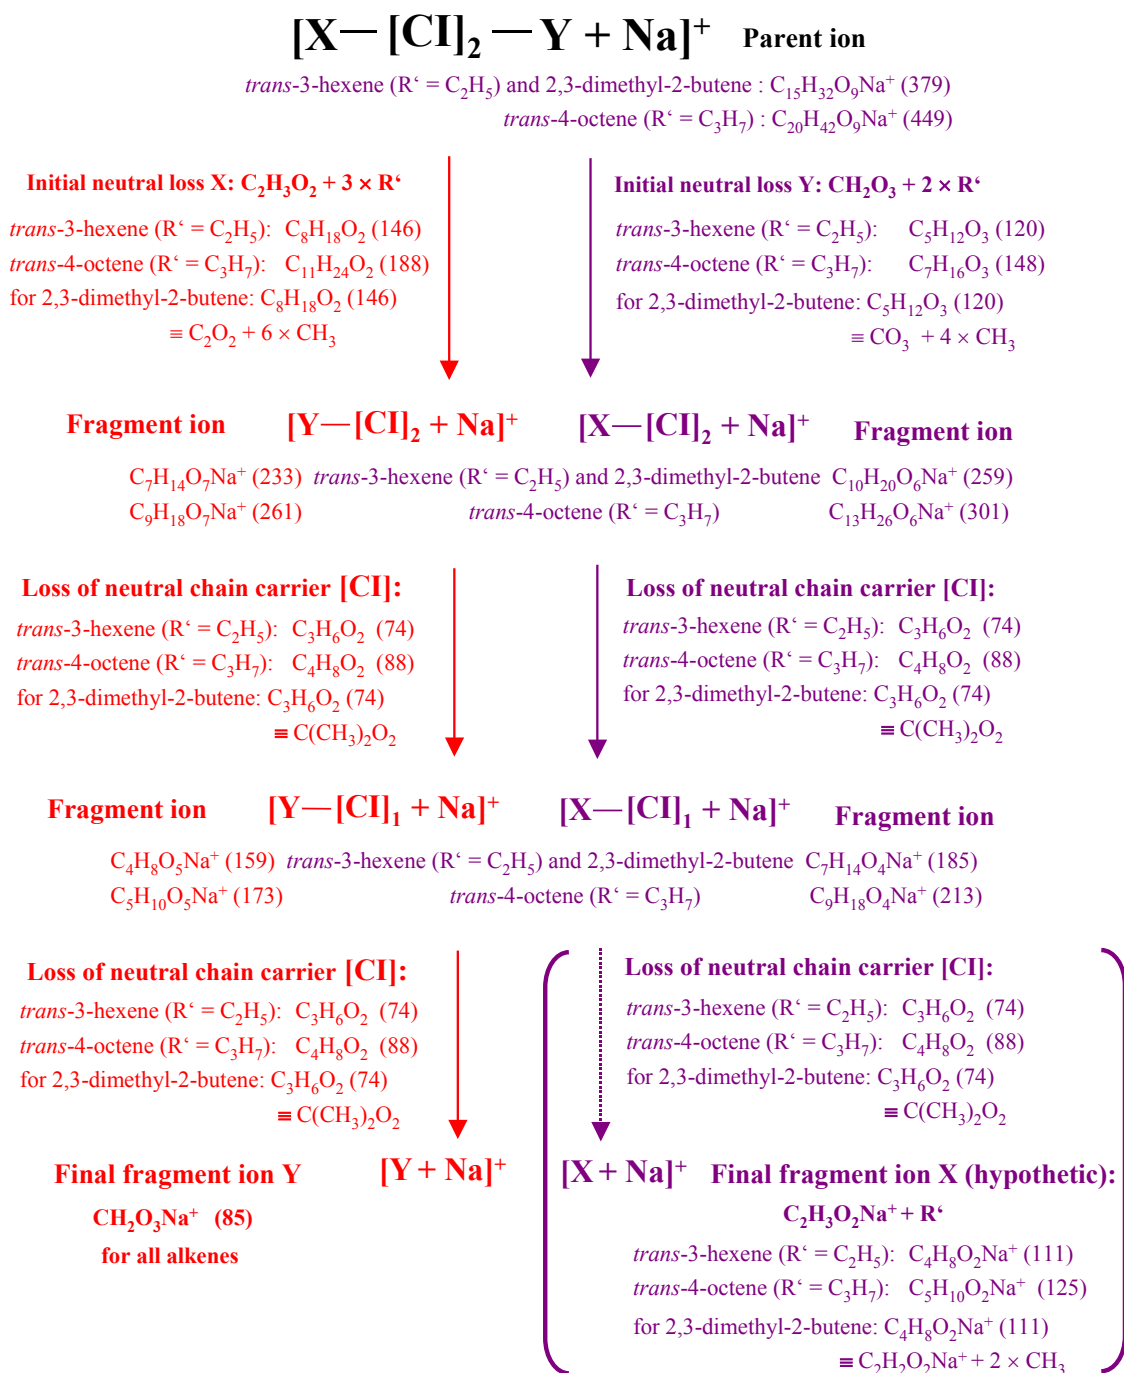 [X — [CI]₂ — Y + Na]⁺ Parent ion
trans-3-hexene (R‘ = C₂H₅) and 2,3-dimethyl-2-butene : C₁₅H₃₂O₉Na⁺ (379)
trans-4-octene (R‘ = C₃H₇) : C₂₀H₄₂O₉Na⁺ (449)
Initial neutral loss X: C₂H₃O₂ + 3 × R‘
trans-3-hexene (R‘ = C₂H₅): C₈H₁₈O₂ (146)
trans-4-octene (R‘ = C₃H₇): C₁₁H₂₄O₂ (188)
for 2,3-dimethyl-2-butene: C₈H₁₈O₂ (146)
≡ C₂O₂ + 6 × CH₃
Initial neutral loss Y: CH₂O₃ + 2 × R‘
trans-3-hexene (R‘ = C₂H₅): C₅H₁₂O₃ (120)
trans-4-octene (R‘ = C₃H₇): C₇H₁₆O₃ (148)
for 2,3-dimethyl-2-butene: C₅H₁₂O₃ (120)
≡ CO₃ + 4 × CH₃
Fragment ion [Y—[CI]₂ + Na]⁺ [X—[CI]₂ + Na]⁺ Fragment ion
C₇H₁₄O₇Na⁺ (233) trans-3-hexene (R‘ = C₂H₅) and 2,3-dimethyl-2-butene C₁₀H₂₀O₆Na⁺ (259)
C₉H₁₈O₇Na⁺ (261) trans-4-octene (R‘ = C₃H₇) C₁₃H₂₆O₆Na⁺ (301)
Loss of neutral chain carrier [CI]:
trans-3-hexene (R‘ = C₂H₅): C₃H₆O₂ (74)
trans-4-octene (R‘ = C₃H₇): C₄H₈O₂ (88)
for 2,3-dimethyl-2-butene: C₃H₆O₂ (74)
≡ C(CH₃)₂O₂
Loss of neutral chain carrier [CI]:
trans-3-hexene (R‘ = C₂H₅): C₃H₆O₂ (74)
trans-4-octene (R‘ = C₃H₇): C₄H₈O₂ (88)
for 2,3-dimethyl-2-butene: C₃H₆O₂ (74)
≡ C(CH₃)₂O₂
Fragment ion [Y—[CI]₁ + Na]⁺ [X—[CI]₁ + Na]⁺ Fragment ion
C₄H₈O₅Na⁺ (159) trans-3-hexene (R‘ = C₂H₅) and 2,3-dimethyl-2-butene C₇H₁₄O₄Na⁺ (185)
C₅H₁₀O₅Na⁺ (173) trans-4-octene (R‘ = C₃H₇) C₉H₁₈O₄Na⁺ (213)
Loss of neutral chain carrier [CI]:
trans-3-hexene (R‘ = C₂H₅): C₃H₆O₂ (74)
trans-4-octene (R‘ = C₃H₇): C₄H₈O₂ (88)
for 2,3-dimethyl-2-butene: C₃H₆O₂ (74)
≡ C(CH₃)₂O₂
Loss of neutral chain carrier [CI]:
trans-3-hexene (R‘ = C₂H₅): C₃H₆O₂ (74)
trans-4-octene (R‘ = C₃H₇): C₄H₈O₂ (88)
for 2,3-dimethyl-2-butene: C₃H₆O₂ (74)
≡ C(CH₃)₂O₂
Final fragment ion Y [Y + Na]⁺
CH₂O₃Na⁺ (85)
for all alkenes
[X + Na]⁺ Final fragment ion X (hypothetic):
C₂H₃O₂Na⁺ + R‘
trans-3-hexene (R‘ = C₂H₅): C₄H₈O₂Na⁺ (111)
trans-4-octene (R‘ = C₃H₇): C₅H₁₀O₂Na⁺ (125)
for 2,3-dimethyl-2-butene: C₄H₈O₂Na⁺ (111)
≡ C₂H₂O₂Na⁺ + 2 × CH₃